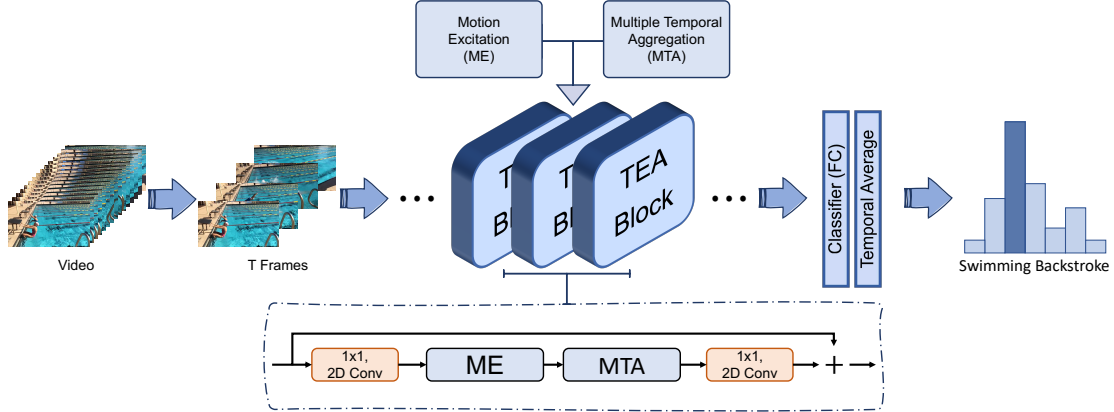 Motion
Excitation
(ME)
Multiple Temporal
Aggregation
(MTA)
Video
T Frames
TEA
Block
Classifier (FC)
Temporal Average
Swimming Backstroke
1x1,
2D Conv
ME
MTA
1x1,
2D Conv